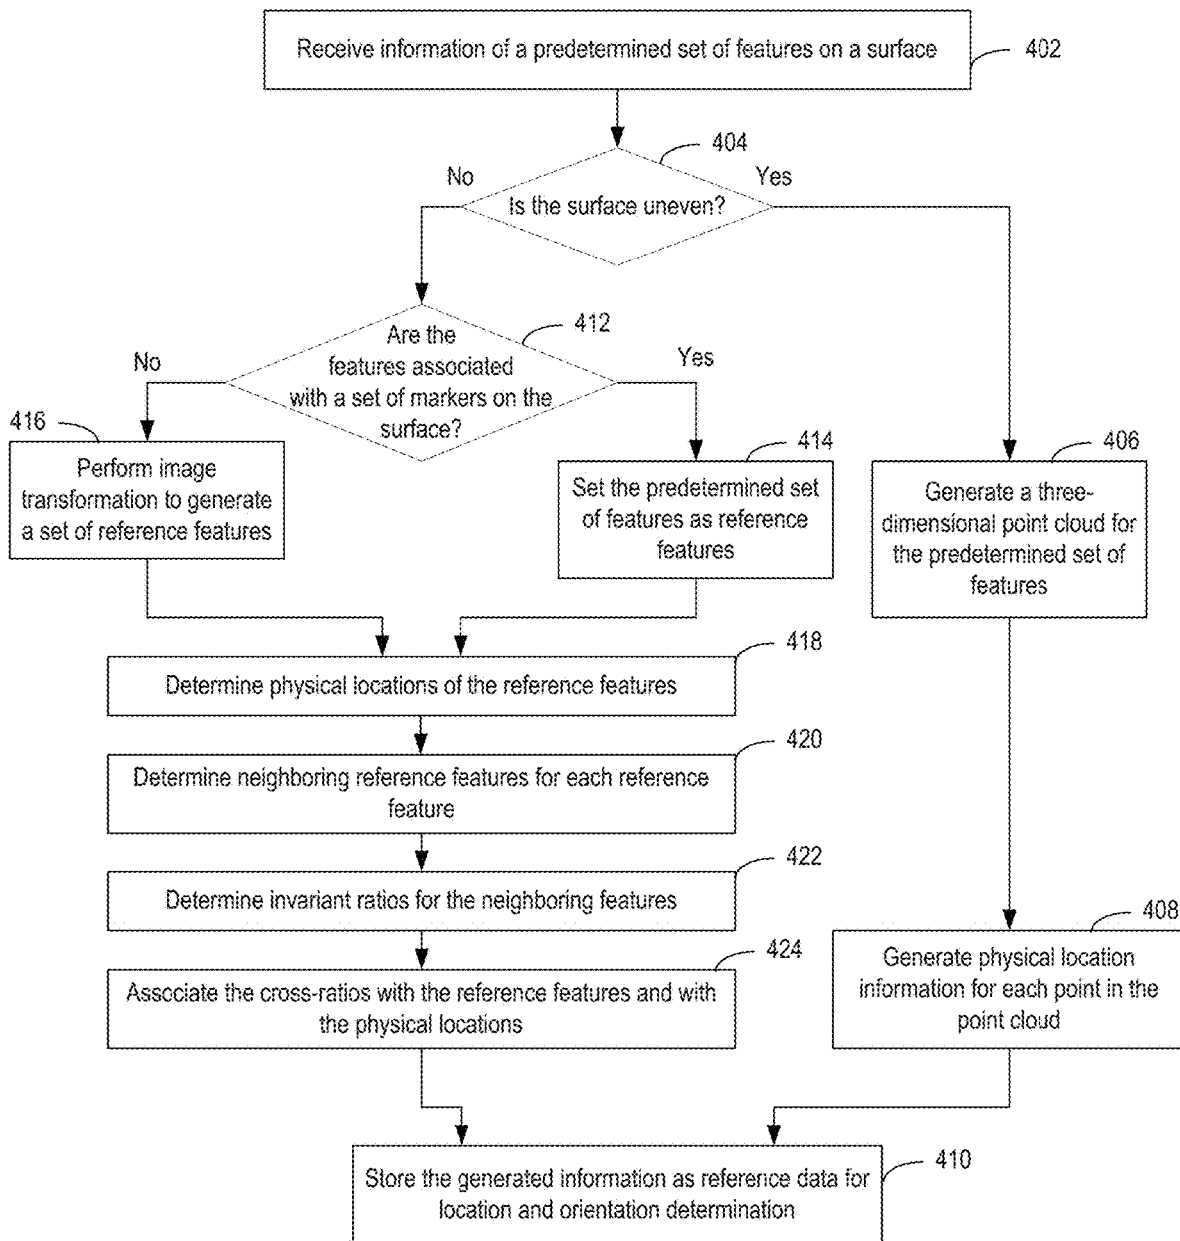 Receive information of a predetermined set of features on a surface
402
404
No
Yes
Is the surface uneven?
412
Are the
features associated
with a set of markers on the
surface?
No
Yes
416
Perform image
transformation to generate
a set of reference features
414
Set the predetermined set
of features as reference
features
406
Generate a three-
dimensional point cloud for
the predetermined set of
features
418
Determine physical locations of the reference features
420
Determine neighboring reference features for each reference
feature
422
Determine invariant ratios for the neighboring features
424
Associate the cross-ratios with the reference features and with
the physical locations
408
Generate physical location
information for each point in the
point cloud
410
Store the generated information as reference data for
location and orientation determination